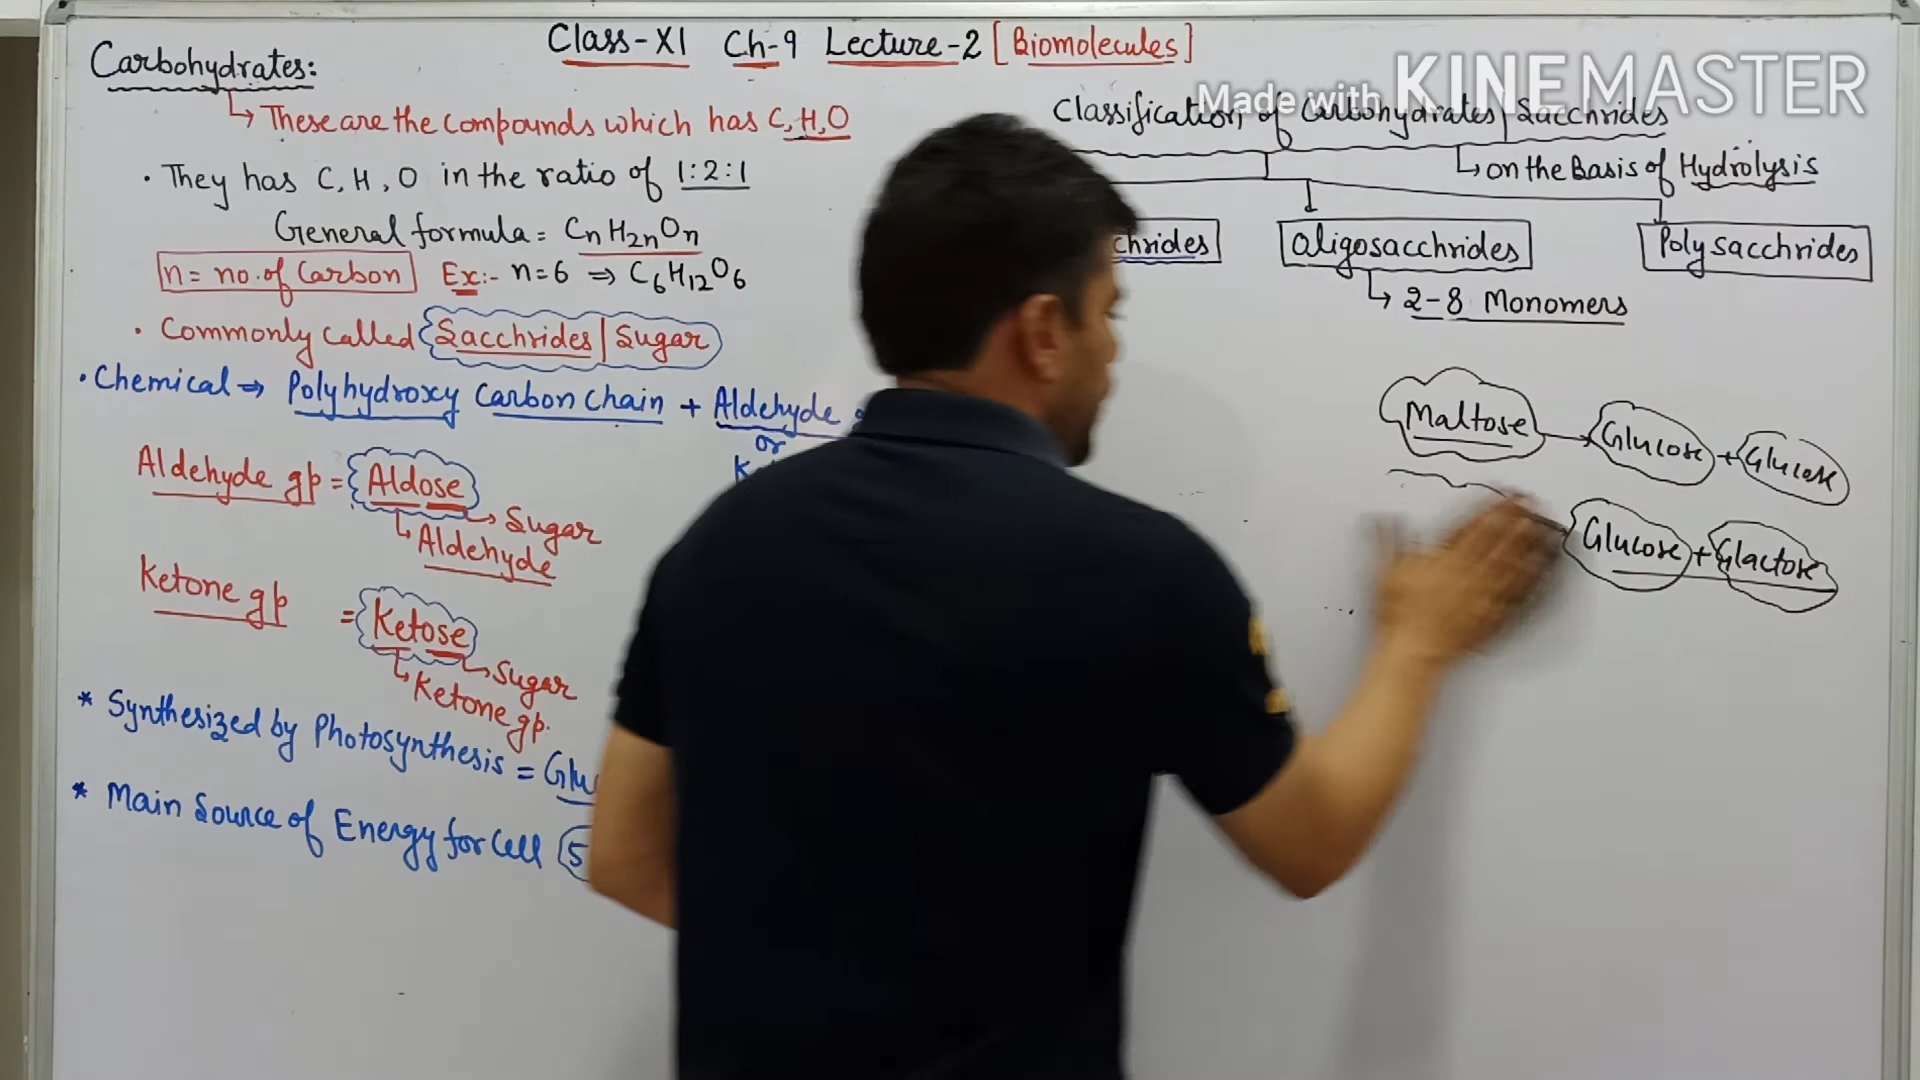 Class-XI Ch-9 Lecture-2 [Biomolecules]
Carbohydrates:
↳ These are the compounds which has C, H, O
· They has C, H, O in the ratio of 1:2:1
General formula = CnH2nOn
n = no. of Carbon Ex:- n=6 ⇒ C6H12O6
· Commonly called Sacchrides | Sugar
· Chemical ⇒ Polyhydroxy Carbon chain + Aldehyde
or
Aldehyde gp = Aldose
↳ Sugar
↳ Aldehyde
Ketone gp = Ketose
↳ Sugar
↳ Ketone gp.
* Synthesized by Photosynthesis = Glu
* Main Source of Energy for Cell 5
Made with KINEMASTER
Classification of Carbohydrates | Sacchrides
↳ on the Basis of Hydrolysis
chrides
Oligosacchrides
Polysacchrides
↳ 2-8 Monomers
Maltose → Glucose + Glucose
Glucose + Glactose